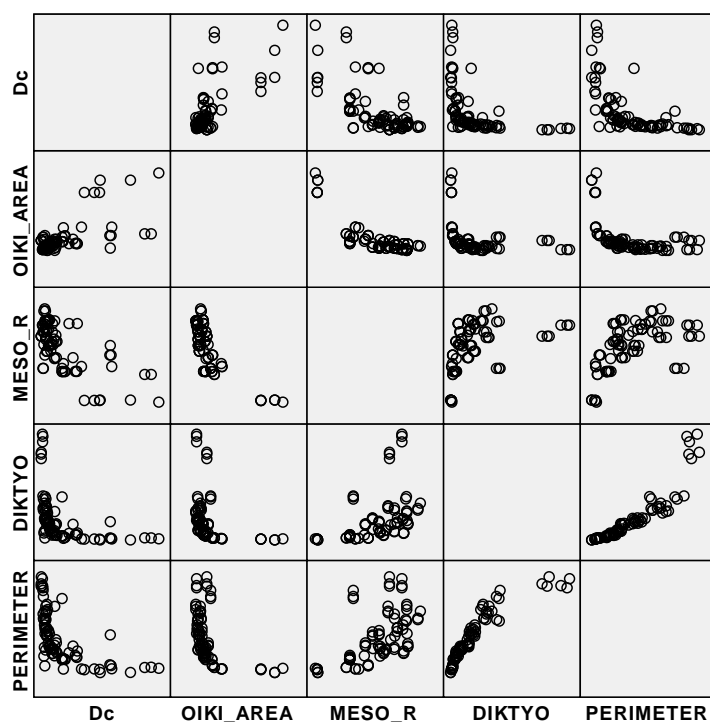 Dc
OIKI_AREA
MESO_R
DIKTYO
PERIMETER
Dc OIKI_AREA MESO_R DIKTYO PERIMETER